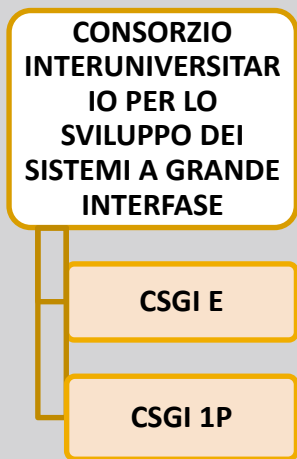 CONSORZIO
INTERUNIVERSITAR
IO PER LO
SVILUPPO DEI
SISTEMI A GRANDE
INTERFASE
CSGI E
CSGI 1P